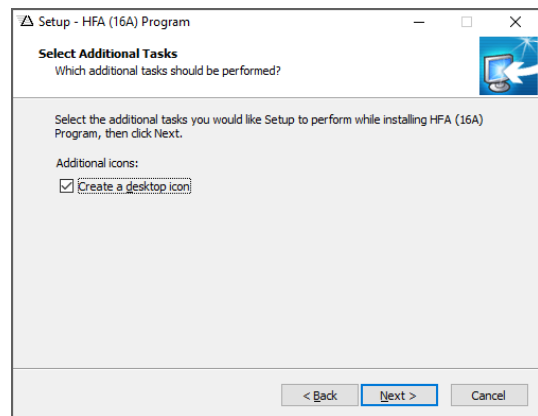 Setup - HFA (16A) Program
Select Additional Tasks
Which additional tasks should be performed?
Select the additional tasks you would like Setup to perform while installing HFA (16A)
Program, then click Next.
Additional icons:
Create a desktop icon
< Back
Next >
Cancel